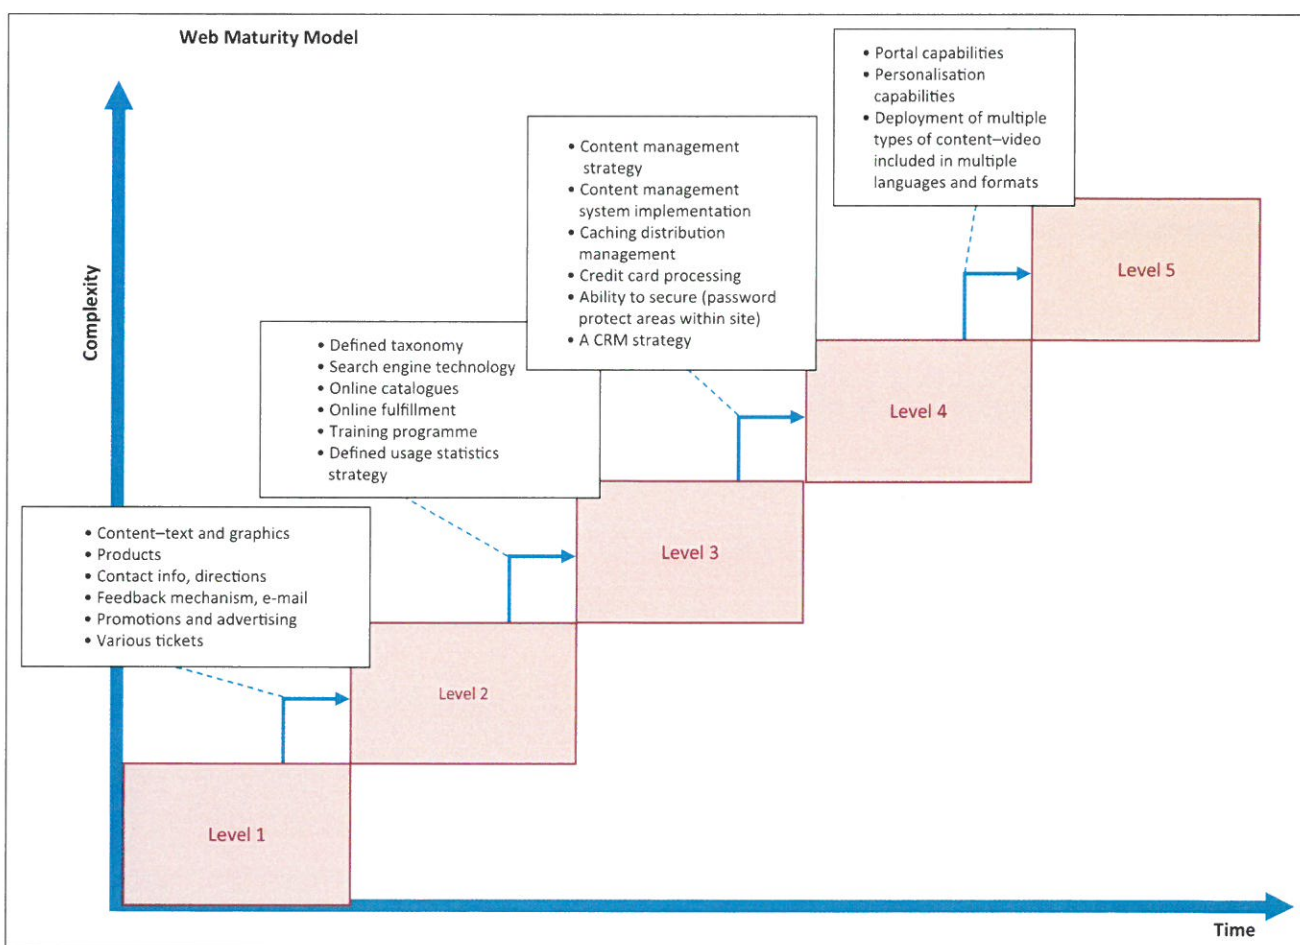 Web Maturity Model
• Portal capabilities
• Personalisation
capabilities
• Deployment of multiple
types of content–video
included in multiple
languages and formats
• Content management
strategy
• Content management
system implementation
• Caching distribution
management
• Credit card processing
• Ability to secure (password
protect areas within site)
• A CRM strategy
Level 5
Complexity
• Defined taxonomy
• Search engine technology
• Online catalogues
• Online fulfillment
• Training programme
• Defined usage statistics
strategy
Level 4
• Content–text and graphics
• Products
• Contact info, directions
• Feedback mechanism, e-mail
• Promotions and advertising
• Various tickets
Level 3
Level 2
Level 1
Time